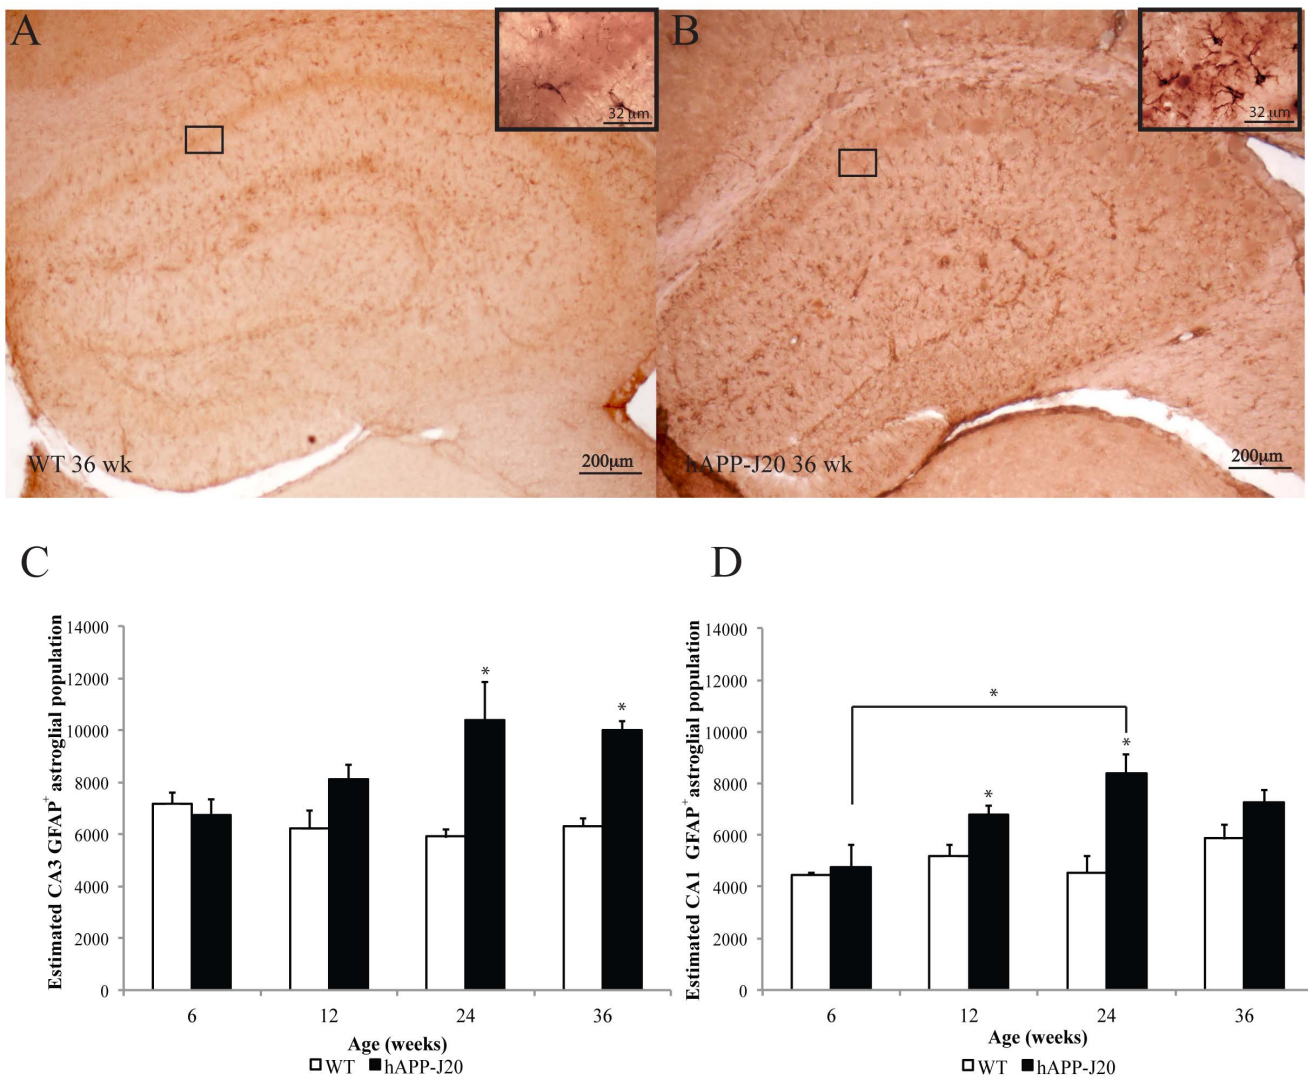 A
32 µm
WT 36 wk
200µm
B
32 µm
hAPP-J20 36 wk
200µm
C
Estimated CA3 GFAP⁺ astroglial population
14000
12000
10000
8000
6000
4000
2000
0
*
*
6 12 24 36
Age (weeks)
WT hAPP-J20
D
Estimated CA1 GFAP⁺astroglial population
14000
12000
10000
8000
6000
4000
2000
0
*
*
*
6 12 24 36
Age (weeks)
WT hAPP-J20